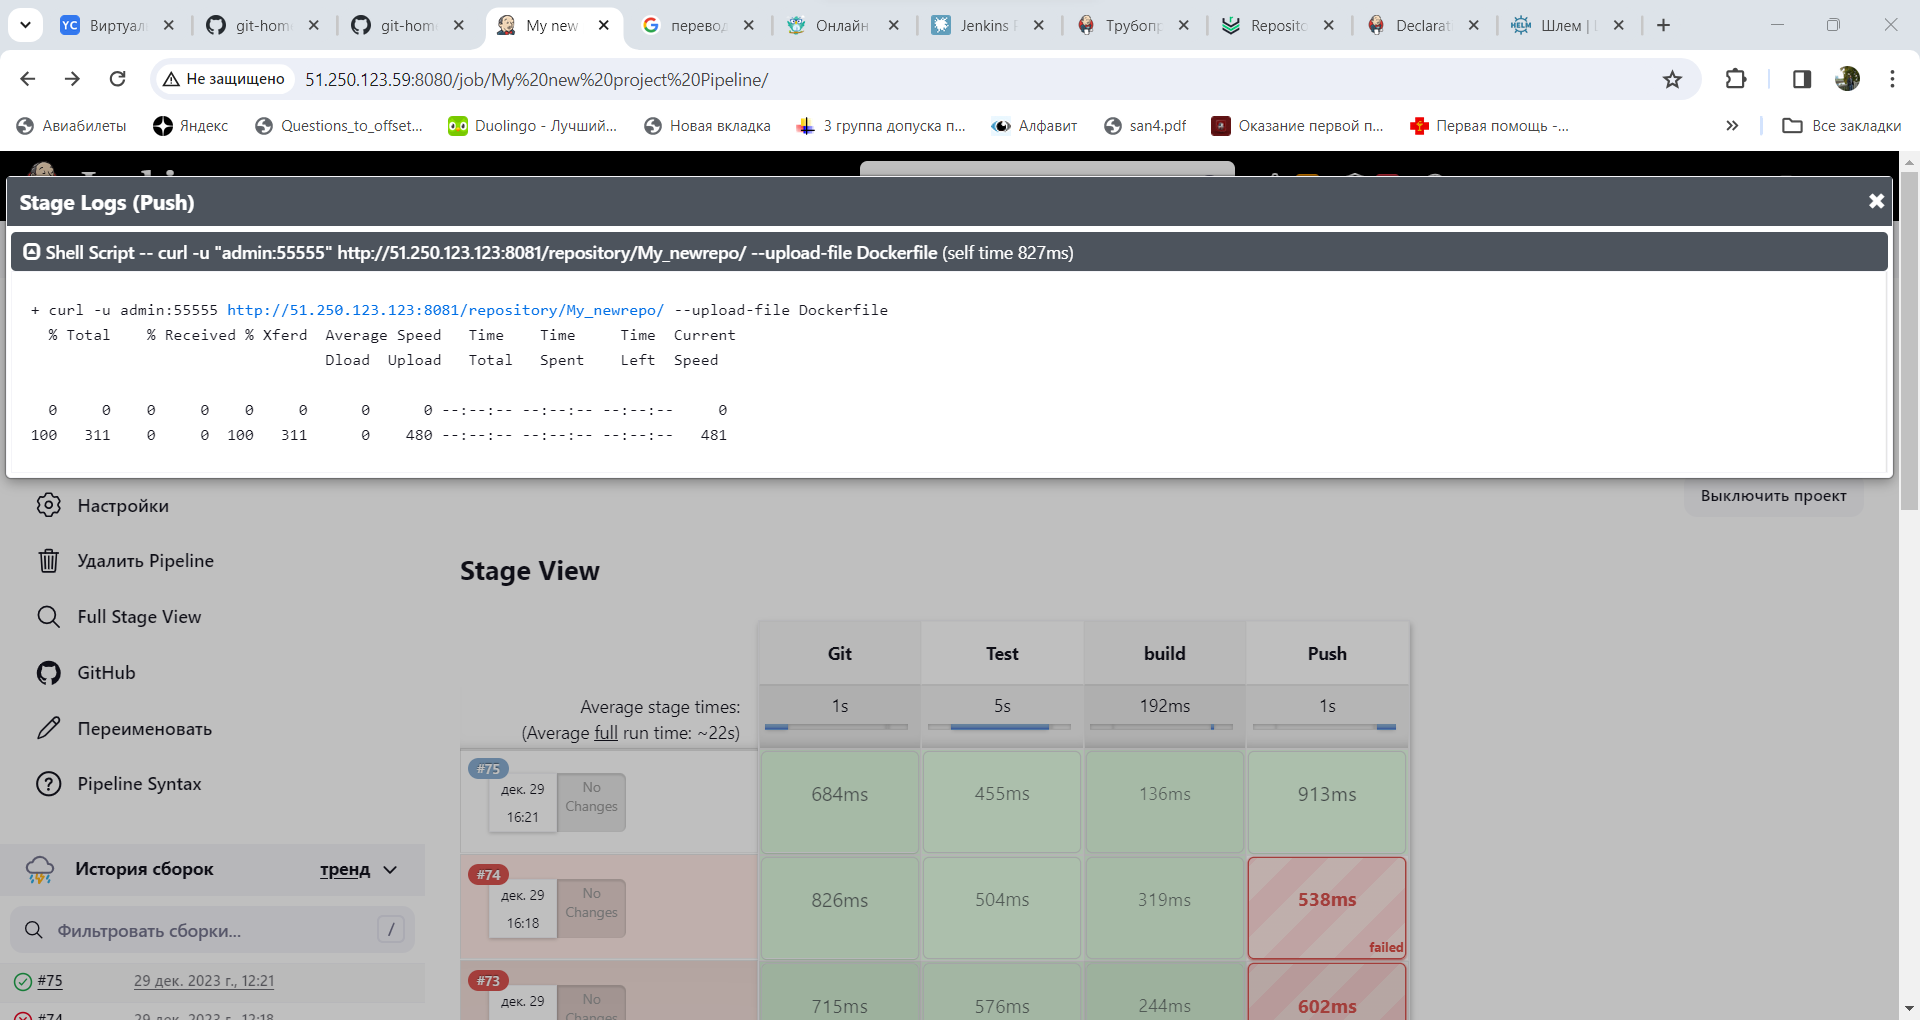 Виртуал
git-hom
git-hom
My new
перевод
Онлайн
Jenkins
Трубопр
Reposito
Declarat
Шлем |
Не защищено
51.250.123.59:8080/job/My%20new%20project%20Pipeline/
Авиабилеты
Яндекс
Questions_to_offset...
Duolingo - Лучший...
Новая вкладка
3 группа допуска п...
Алфавит
san4.pdf
Оказание первой п...
Первая помощь -...
Все закладки
Stage Logs (Push)
Shell Script -- curl -u "admin:55555" http://51.250.123.123:8081/repository/My_newrepo/ --upload-file Dockerfile (self time 827ms)
+ curl -u admin:55555 http://51.250.123.123:8081/repository/My_newrepo/ --upload-file Dockerfile
% Total % Received % Xferd Average Speed Time Time Time Current
Dload Upload Total Spent Left Speed
0 0 0 0 0 0 0 0 --:--:-- --:--:-- --:--:-- 0
100 311 0 0 100 311 0 480 --:--:-- --:--:-- --:--:-- 481
Выключить проект
Настройки
Удалить Pipeline
Full Stage View
GitHub
Переименовать
Pipeline Syntax
Stage View
Git Test build Push
Average stage times:
(Average full run time: ~22s)
1s 5s 192ms 1s
#75
дек. 29
16:21
No
Changes
684ms 455ms 136ms 913ms
#74
дек. 29
16:18
No
Changes
826ms 504ms 319ms 538ms
failed
#73
дек. 29
No
Changes
715ms 576ms 244ms 602ms
История сборок
тренд
Фильтровать сборки...
/
#75 29 дек. 2023 г., 12:21
#74 29 дек. 2023 г., 12:18